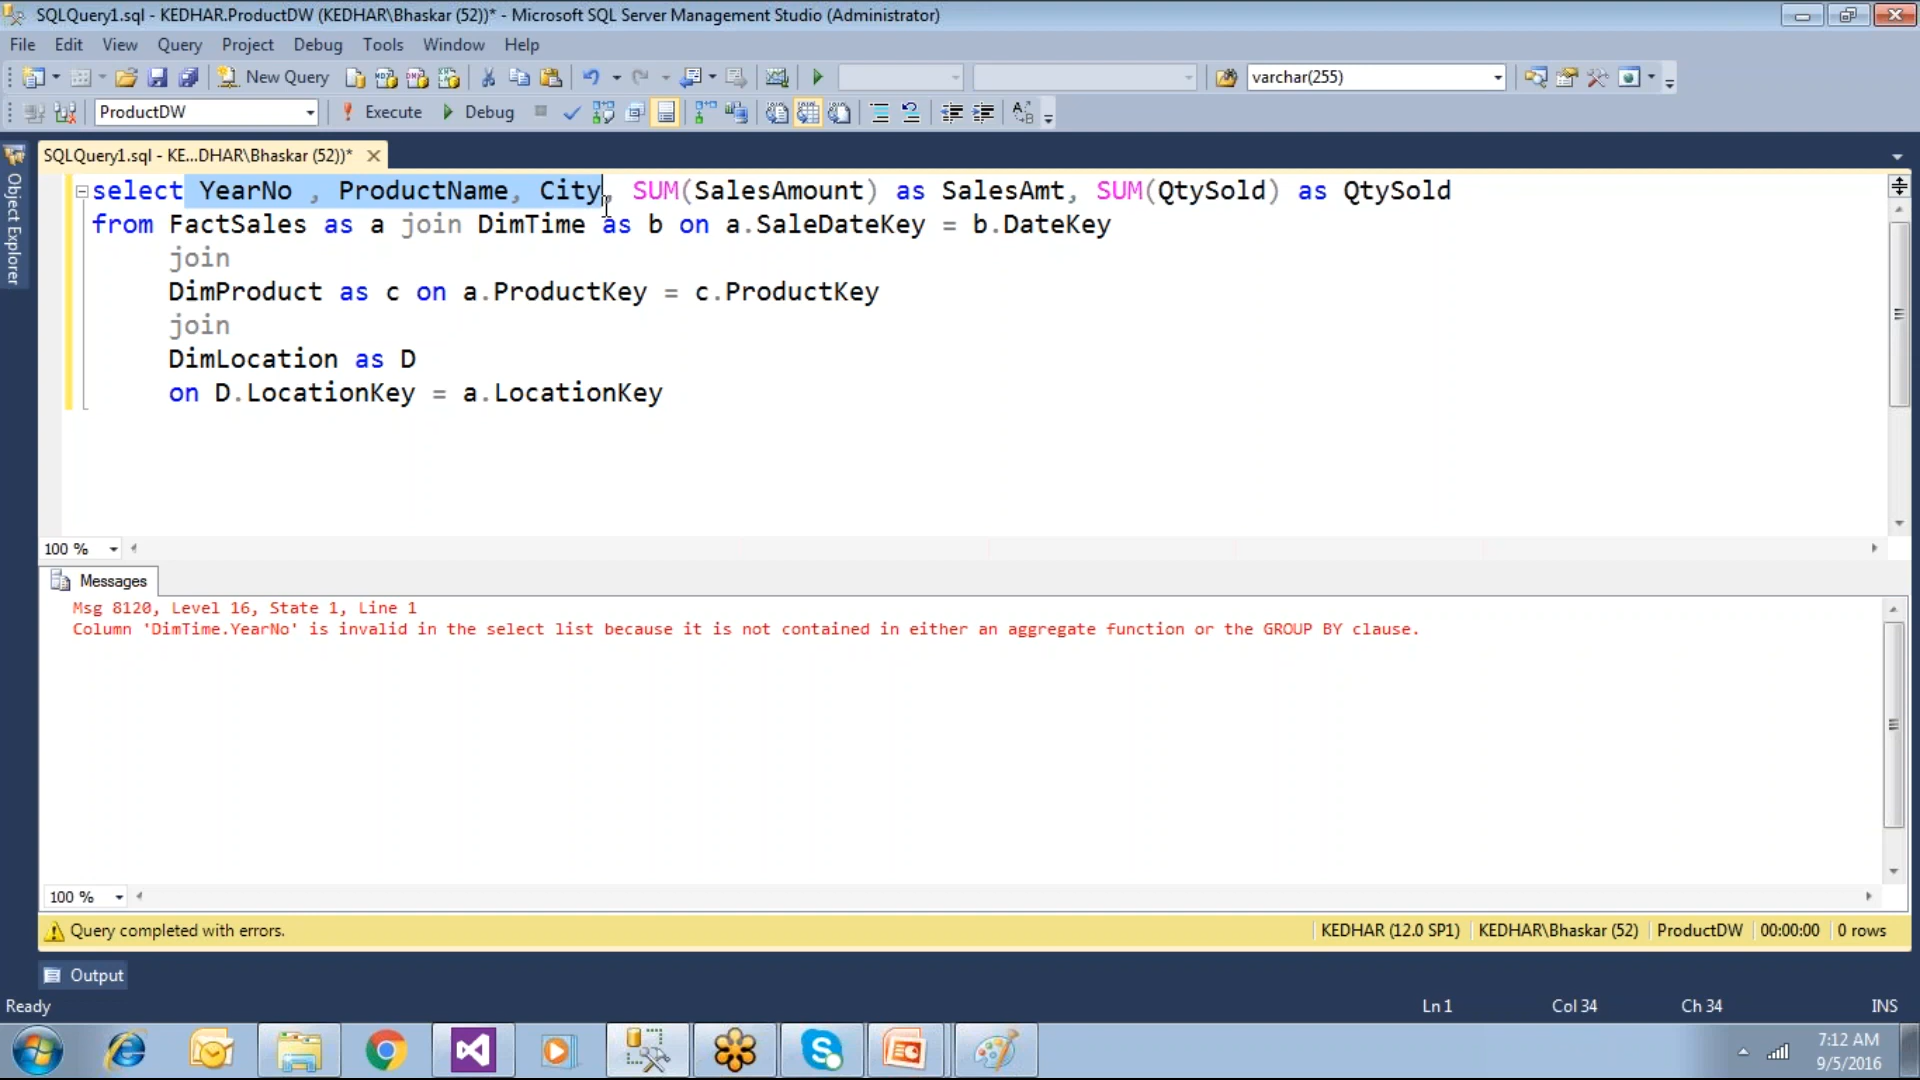 SQLQuery1.sql - KEDHAR.ProductDW (KEDHAR\Bhaskar (52))* - Microsoft SQL Server Management Studio (Administrator)
File Edit View Query Project Debug Tools Window Help
New Query varchar(255)
ProductDW Execute Debug
SQLQuery1.sql - KE...DHAR\Bhaskar (52))*
Object Explorer
select YearNo , ProductName, City, SUM(SalesAmount) as SalesAmt, SUM(QtySold) as QtySold
from FactSales as a join DimTime as b on a.SaleDateKey = b.DateKey
join
DimProduct as c on a.ProductKey = c.ProductKey
join
DimLocation as D
on D.LocationKey = a.LocationKey
100 %
Messages
Msg 8120, Level 16, State 1, Line 1
Column 'DimTime.YearNo' is invalid in the select list because it is not contained in either an aggregate function or the GROUP BY clause.
100 %
Query completed with errors. KEDHAR (12.0 SP1) KEDHAR\Bhaskar (52) ProductDW 00:00:00 0 rows
Output
Ready Ln 1 Col 34 Ch 34 INS
7:12 AM
9/5/2016